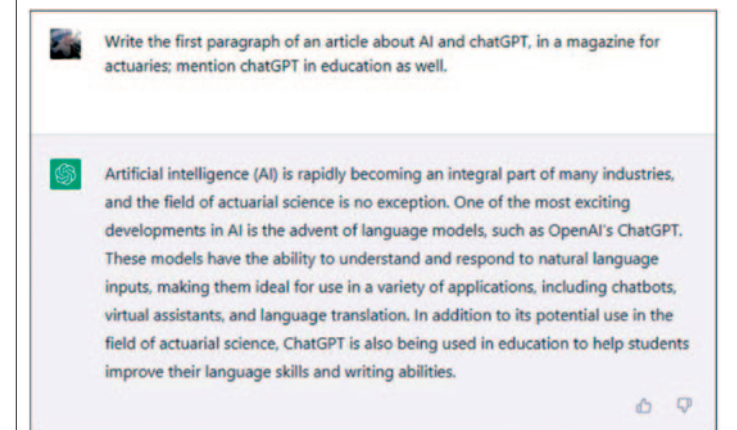 Write the first paragraph of an article about AI and chatGPT, in a magazine for
actuaries; mention chatGPT in education as well.
Artificial intelligence (AI) is rapidly becoming an integral part of many industries,
and the field of actuarial science is no exception. One of the most exciting
developments in AI is the advent of language models, such as OpenAI's ChatGPT.
These models have the ability to understand and respond to natural language
inputs, making them ideal for use in a variety of applications, including chatbots,
virtual assistants, and language translation. In addition to its potential use in the
field of actuarial science, ChatGPT is also being used in education to help students
improve their language skills and writing abilities.